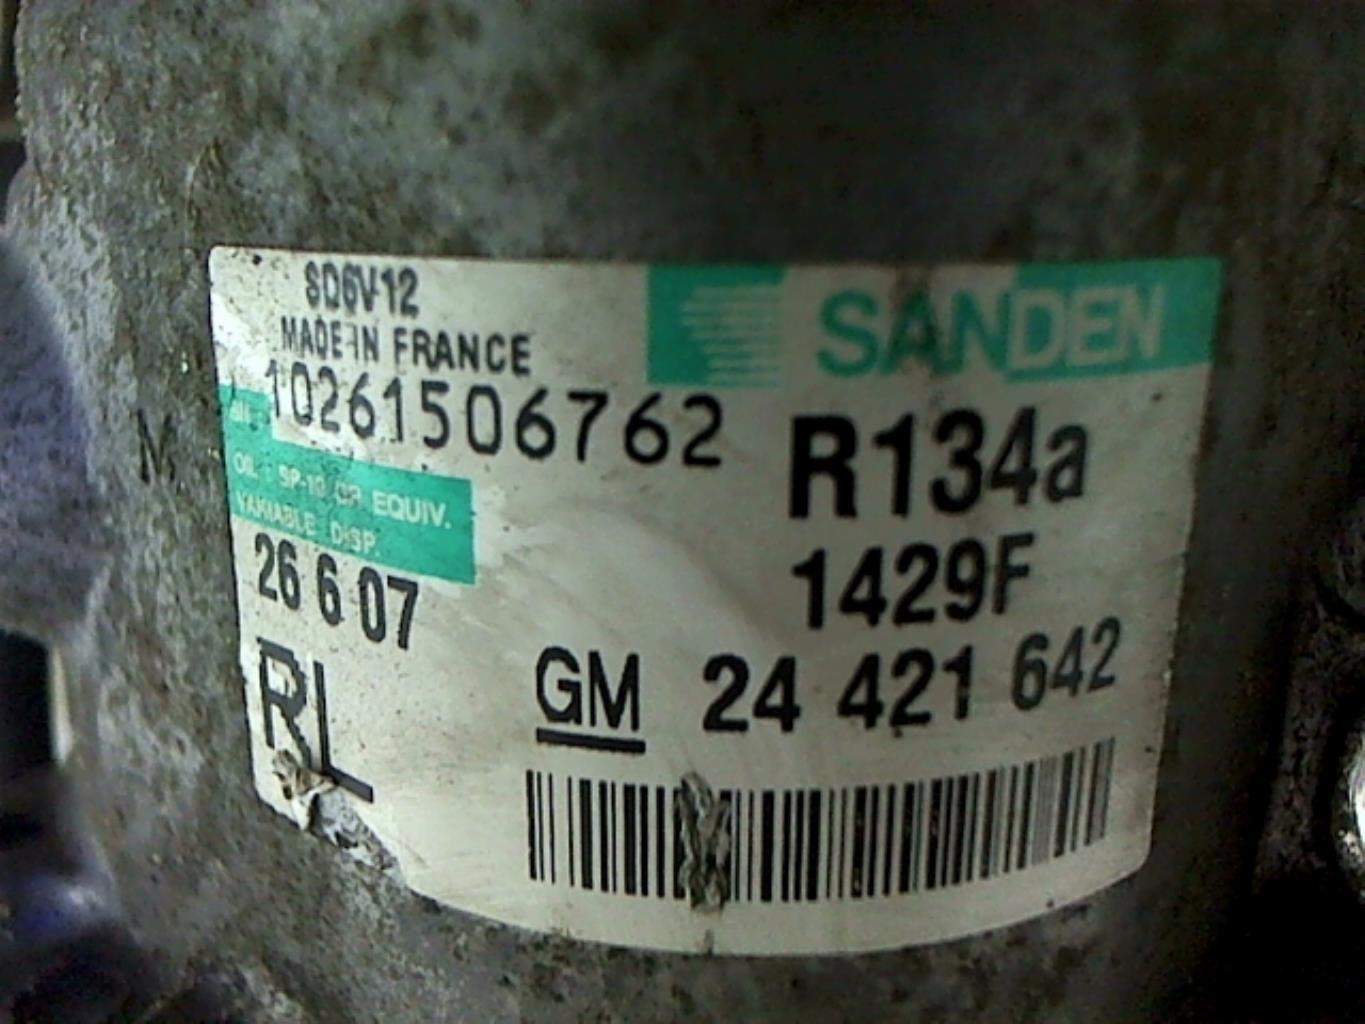 SD6V12
SANDEN
MADE IN FRANCE
S/N. 10261506762
R134a
OIL : SP-10 OR EQUIV.
VARIABLE DISP.
1429F
26 6 07
RL
GM 24 421 642